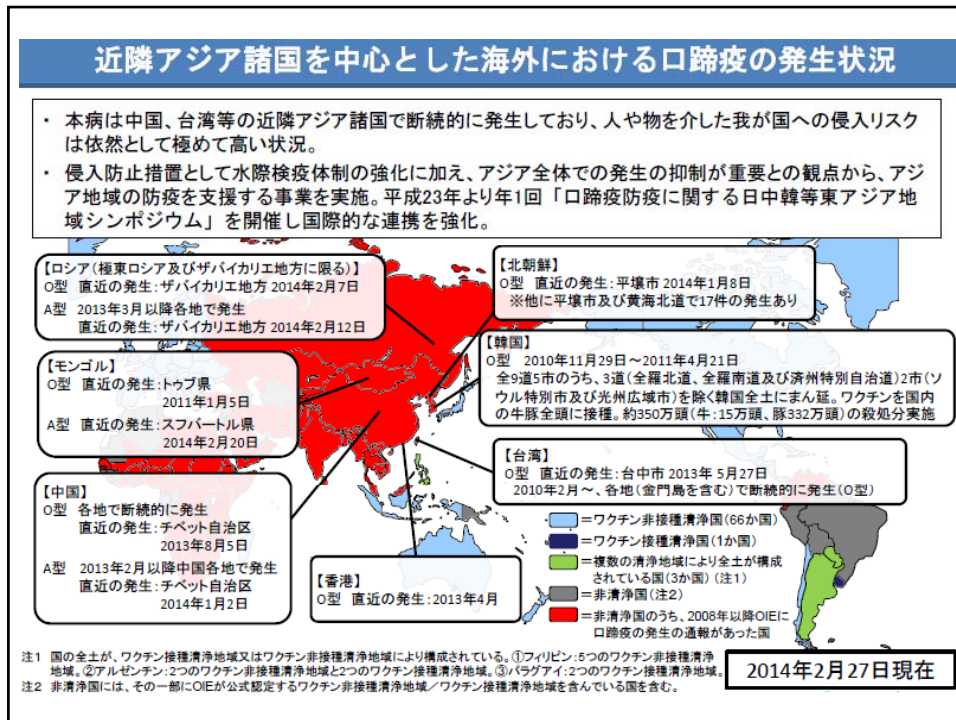 近隣アジア諸国を中心とした海外における口蹄疫の発生状況
・ 本病は中国、台湾等の近隣アジア諸国で断続的に発生しており、人や物を介した我が国への侵入リスク
は依然として極めて高い状況。
・ 侵入防止措置として水際検疫体制の強化に加え、アジア全体での発生の抑制が重要との観点から、アジ
ア地域の防疫を支援する事業を実施。平成23年より年1回 「口蹄疫防疫に関する日中韓等東アジア地
域シンポジウム」 を開催し国際的な連携を強化。
【ロシア(極東ロシア及びザバイカリエ地方に限る)】
O型 直近の発生:ザバイカリエ地方 2014年2月7日
A型 2013年3月以降各地で発生
直近の発生:ザバイカリエ地方 2014年2月12日
【北朝鮮】
O型 直近の発生:平壌市 2014年1月8日
※他に平壌市及び黄海北道で17件の発生あり
【モンゴル】
O型 直近の発生:トゥブ県
2011年1月5日
A型 直近の発生:スフバートル県
2014年2月20日
【韓国】
O型 2010年11月29日~2011年4月21日
全9道5市のうち、3道(全羅北道、全羅南道及び済州特別自治道)2市(ソ
ウル特別市及び光州広域市)を除く韓国全土にまん延。ワクチンを国内
の牛豚全頭に接種。約350万頭(牛:15万頭、豚332万頭)の殺処分実施
【台湾】
O型 直近の発生:台中市 2013年 5月27日
2010年2月~、各地(金門島を含む)で断続的に発生(O型)
【中国】
O型 各地で断続的に発生
直近の発生:チベット自治区
2013年8月5日
A型 2013年2月以降中国各地で発生
直近の発生:チベット自治区
2014年1月2日
【香港】
O型 直近の発生:2013年4月
=ワクチン非接種清浄国(66か国)
=ワクチン接種清浄国(1か国)
=複数の清浄地域により全土が構成
されている国(3か国)(注1)
=非清浄国(注2)
=非清浄国のうち、2008年以降OIEに
口蹄疫の発生の通報があった国
注1 国の全土が、ワクチン接種清浄地域又はワクチン非接種清浄地域により構成されている。①フィリピン:5つのワクチン非接種清浄
地域。②アルゼンチン:2つのワクチン非接種清浄地域と2つのワクチン接種清浄地域。③パラグアイ:2つのワクチン接種清浄地域。
注2 非清浄国には、その一部にOIEが公式認定するワクチン非接種清浄地域/ワクチン接種清浄地域を含んでいる国を含む。
2014年2月27日現在